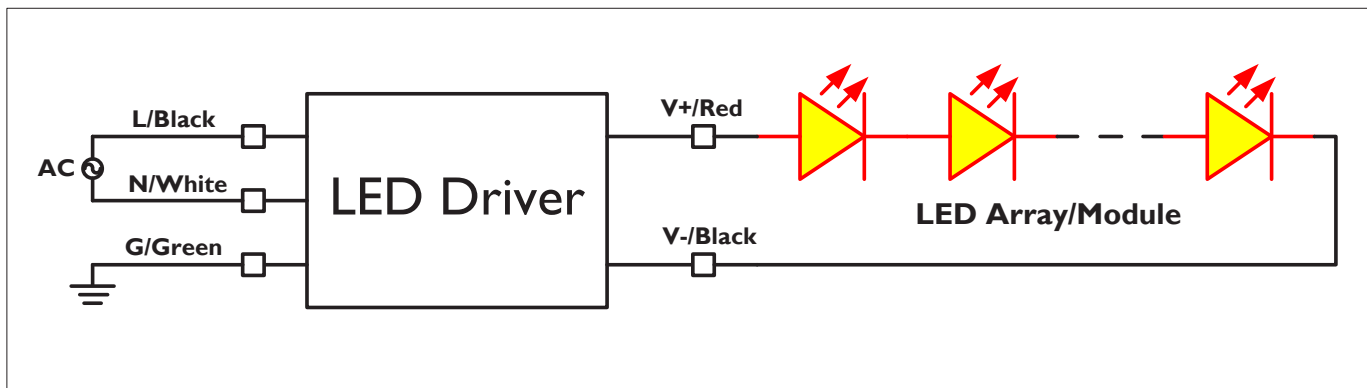 L/Black
AC
N/White
G/Green
LED Driver
V+/Red
V-/Black
LED Array/Module